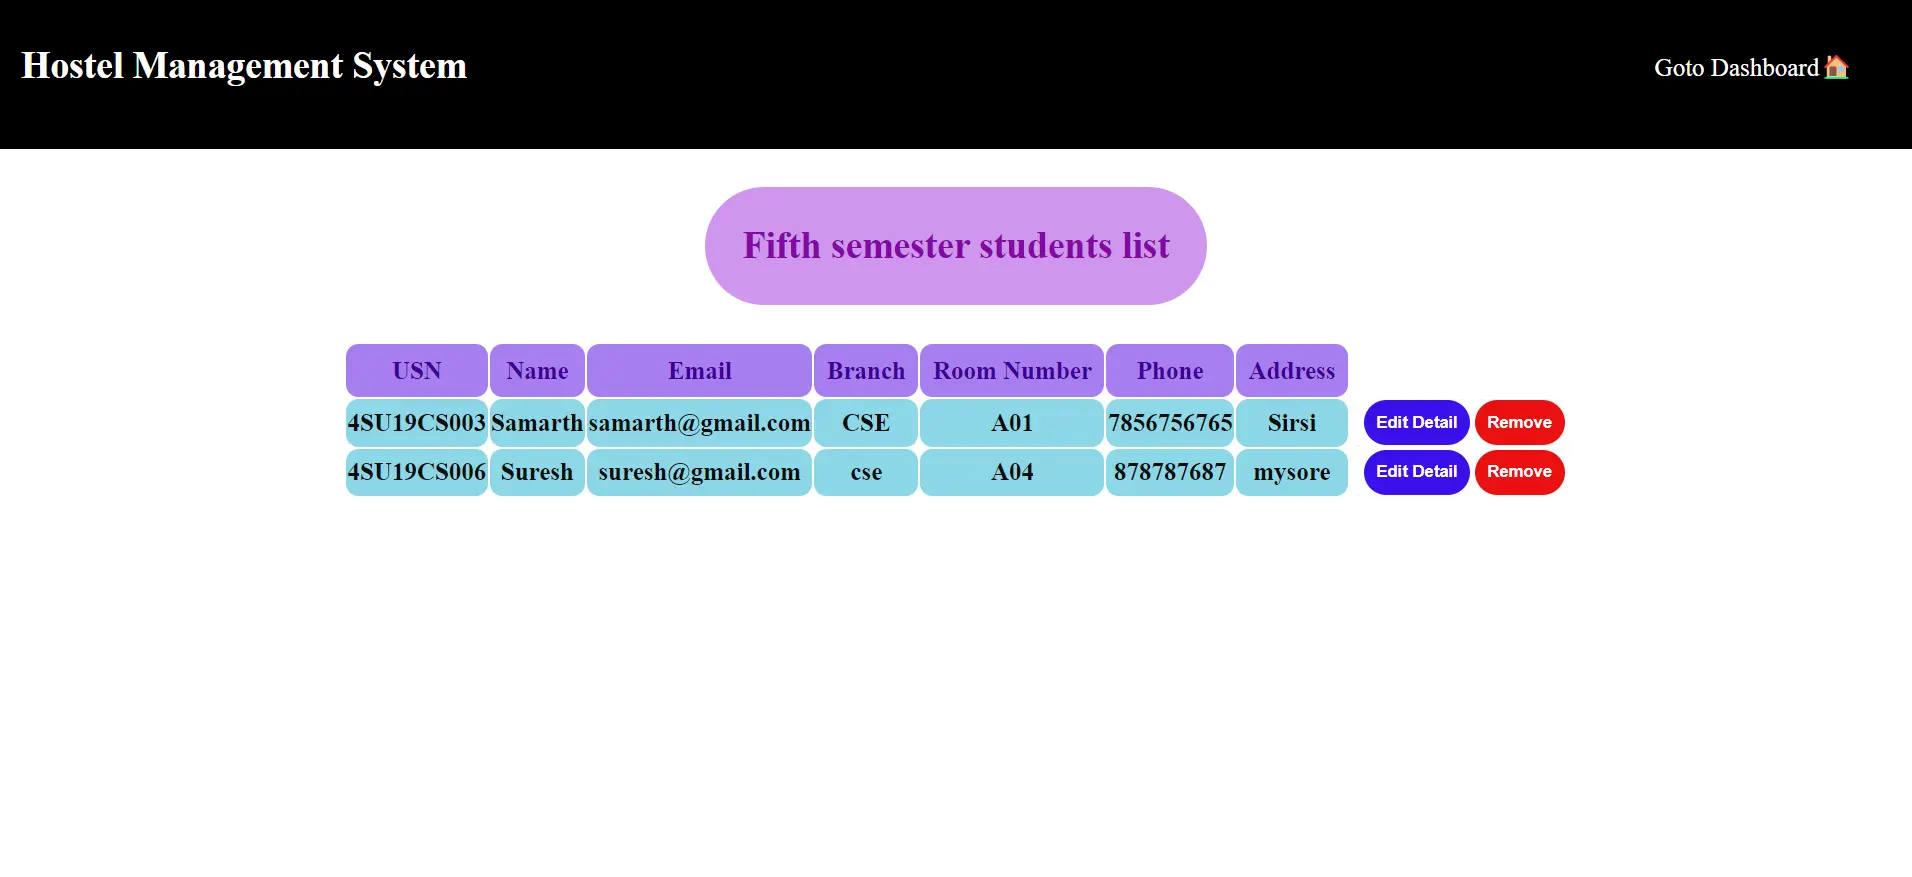 Hostel Management System
Goto Dashboard🏠
Fifth semester students list
USN Name Email Branch Room Number Phone Address
4SU19CS003 Samarth samarth@gmail.com CSE A01 7856756765 Sirsi Edit Detail Remove
4SU19CS006 Suresh suresh@gmail.com cse A04 878787687 mysore Edit Detail Remove